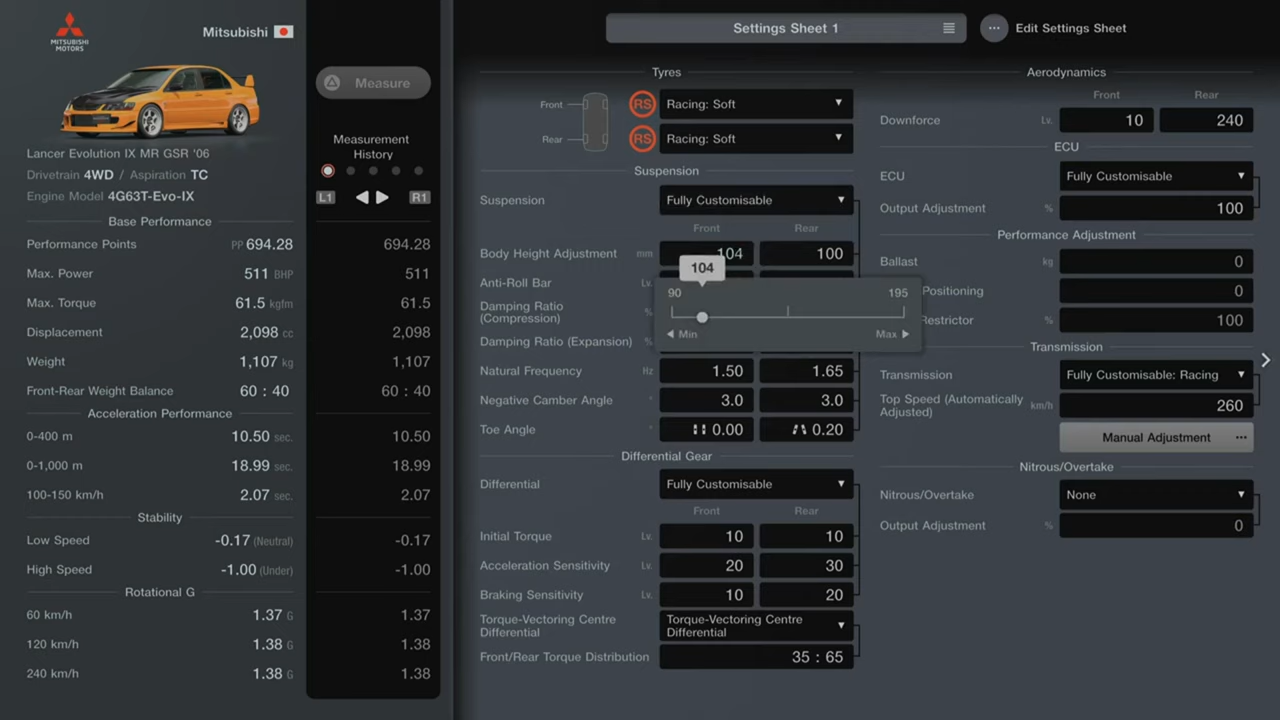 MITSUBISHI
MOTORS
Mitsubishi
Lancer Evolution IX MR GSR '06
Drivetrain 4WD / Aspiration TC
Engine Model 4G63T-Evo-IX
Base Performance
Performance Points PP 694.28
Max. Power 511 BHP
Max. Torque 61.5 kgfm
Displacement 2,098 cc
Weight 1,107 kg
Front-Rear Weight Balance 60 : 40
Acceleration Performance
0-400 m 10.50 sec.
0-1,000 m 18.99 sec.
100-150 km/h 2.07 sec.
Stability
Low Speed -0.17 (Neutral)
High Speed -1.00 (Under)
Rotational G
60 km/h 1.37 G
120 km/h 1.38 G
240 km/h 1.38 G
Measure
Measurement
History
L1 R1
694.28
511
61.5
2,098
1,107
60 : 40
10.50
18.99
2.07
-0.17
-1.00
1.37
1.38
1.38
Settings Sheet 1
Edit Settings Sheet
Tyres
Front RS Racing: Soft
Rear RS Racing: Soft
Suspension
Suspension Fully Customisable
Front Rear
Body Height Adjustment mm 104 100
104
90 195
Min Max
Anti-Roll Bar Lv.
Damping Ratio
(Compression) %
Damping Ratio (Expansion) %
Natural Frequency Hz 1.50 1.65
Negative Camber Angle ° 3.0 3.0
Toe Angle ° 0.00 0.20
Differential Gear
Differential Fully Customisable
Front Rear
Initial Torque Lv. 10 10
Acceleration Sensitivity Lv. 20 30
Braking Sensitivity Lv. 10 20
Torque-Vectoring Centre
Differential
Torque-Vectoring Centre
Differential
Front/Rear Torque Distribution 35 : 65
Aerodynamics
Front Rear
Downforce Lv. 10 240
ECU
ECU Fully Customisable
Output Adjustment % 100
Performance Adjustment
Ballast kg 0
Positioning 0
Restrictor % 100
Transmission
Transmission Fully Customisable: Racing
Top Speed (Automatically
Adjusted) km/h 260
Manual Adjustment
Nitrous/Overtake
Nitrous/Overtake None
Output Adjustment % 0